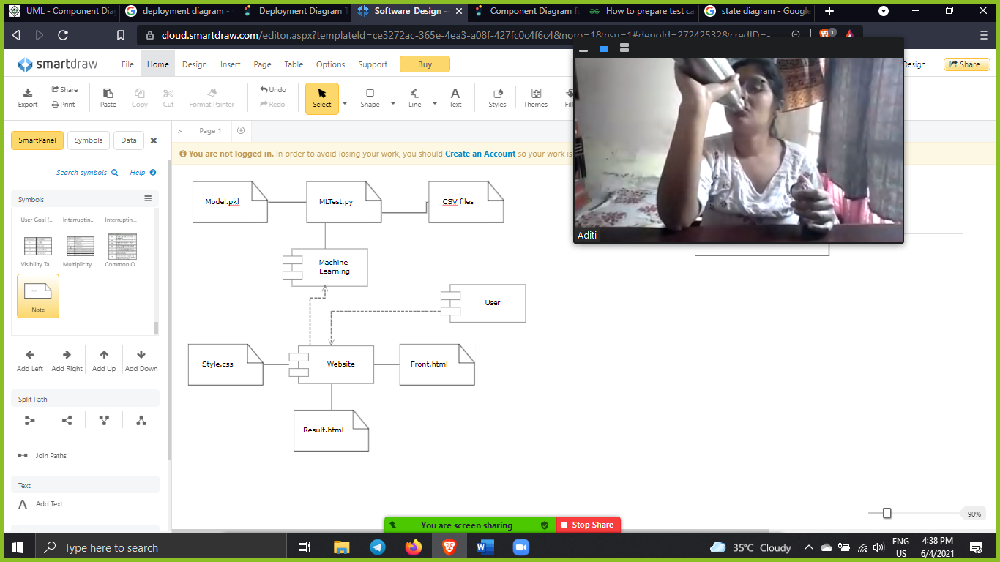 UML - Component Dia
deployment diagram -
Deployment Diagram T
Software_Design -
Component Diagram fo
How to prepare test ca
state diagram - Google
cloud.smartdraw.com/editor.aspx?templateId=ce3272ac-365e-4ea3-a08f-427fc0c4f6c4&noro=1&nsu=1#depoId=27242532&credID=-
1
smartdraw
File
Home
Design
Insert
Page
Table
Options
Support
Buy
Design
Share
Export
Share
Print
Paste
Copy
Cut
Format Painter
Undo
Redo
Select
Shape
Line
A
Text
Styles
Themes
Fill
SmartPanel
Symbols
Data
> Page 1
You are not logged in. In order to avoid losing your work, you should Create an Account so your work is
Search symbols
Help ?
Symbols
User Goal (...
Interruptin...
Interruptin...
Visibility Ta...
Multiplicity ...
Common O...
Note
Add Left
Add Right
Add Up
Add Down
Split Path
Join Paths
Text
A Add Text
Model.pkl
MLTest.py
CSV files
Machine
Learning
User
Style.css
Website
Front.html
Result.html
Aditi
90%
You are screen sharing
Stop Share
Type here to search
W
35°C Cloudy
ENG
US
4:38 PM
6/4/2021